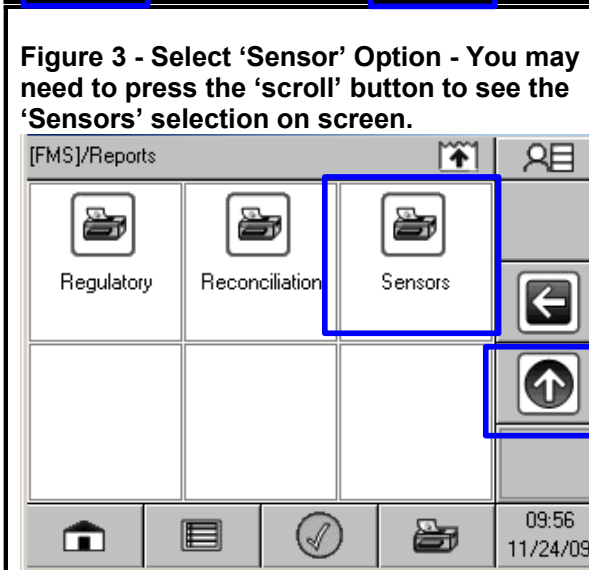 Figure 3 - Select ‘Sensor’ Option - You may
need to press the ‘scroll’ button to see the
‘Sensors’ selection on screen.
[FMS]/Reports
Regulatory
Reconciliation
Sensors
09:56
11/24/09